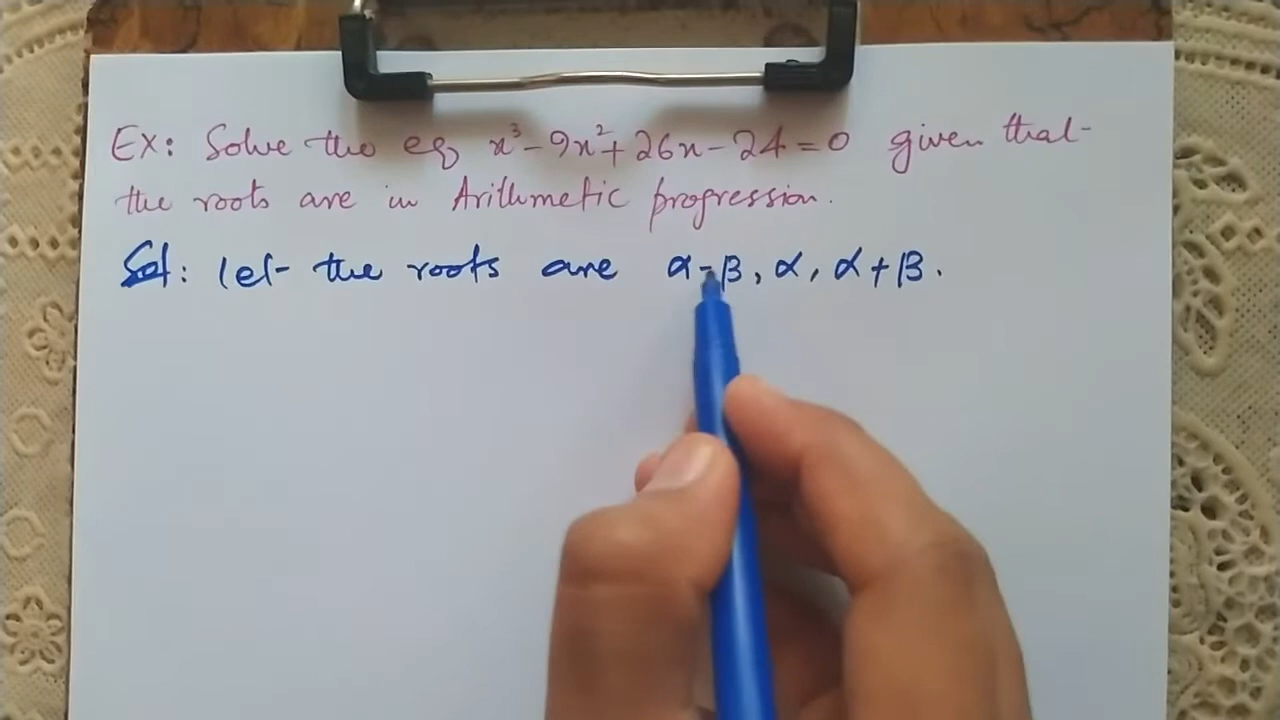 Ex: Solve the eq x³-9x²+26x-24=0 given that
the roots are in Arithmetic progression.
Sol: let the roots are α-β, α, α+β.